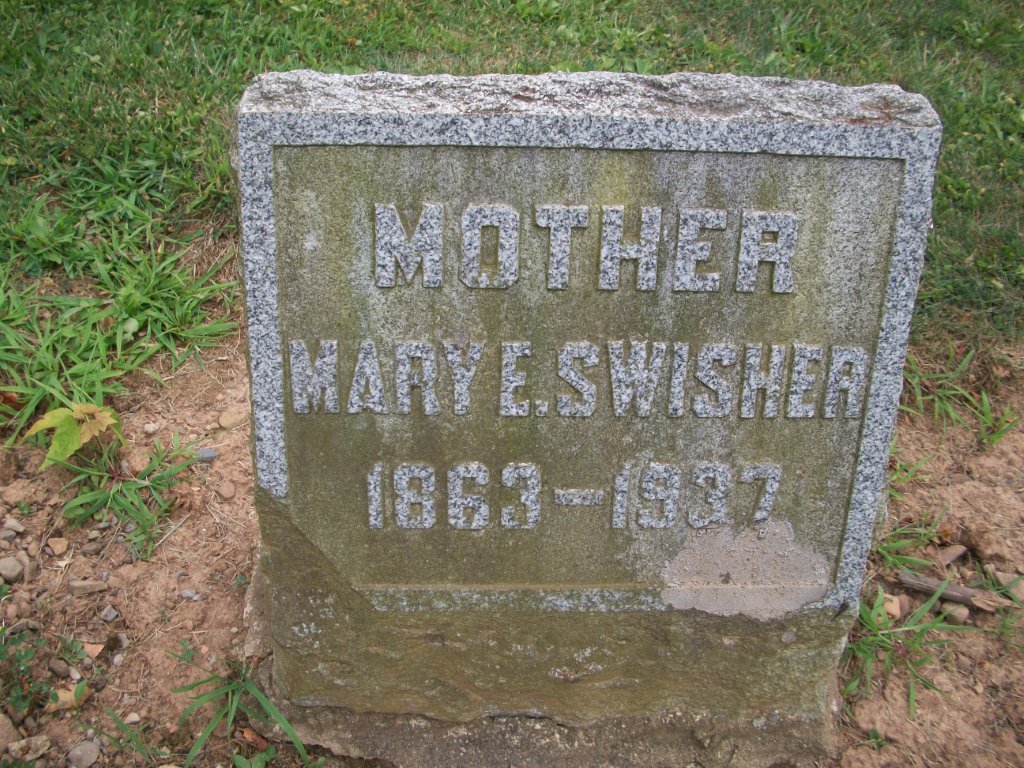 MOTHER
MARY E. SWISHER
1863-1937